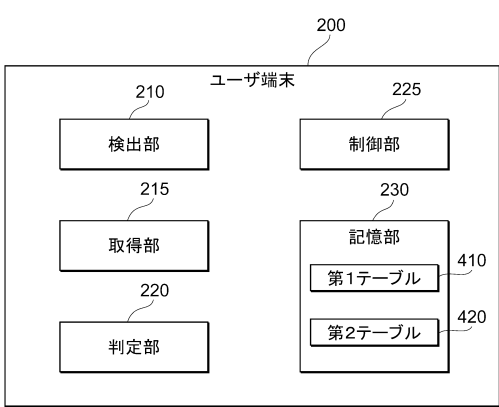 200
ユーザ端末
210
検出部
225
制御部
215
取得部
230
記憶部
第1テーブル
410
第2テーブル
420
220
判定部